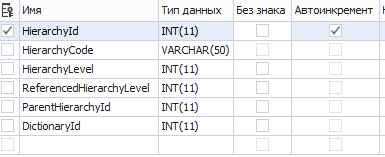 Имя Тип данных Без знака Автоинкремент
HierarchyId INT(11)
HierarchyCode VARCHAR(50)
HierarchyLevel INT(11)
ReferencedHierarchyLevel INT(11)
ParentHierarchyId INT(11)
DictionaryId INT(11)